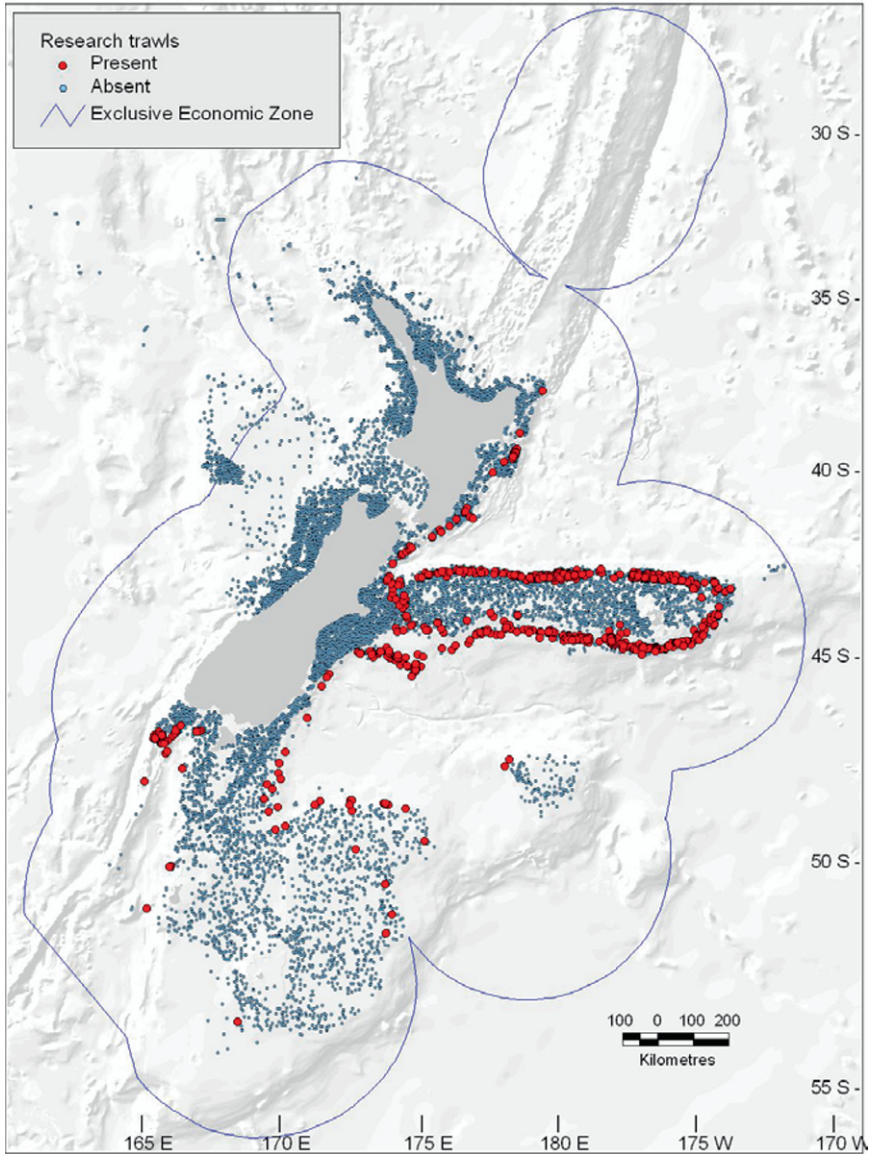 Research trawls
Present
Absent
Exclusive Economic Zone
30 S
35 S
40 S
45 S
50 S
55 S
100 0 100 200
Kilometres
165 E 170 E 175 E 180 E 175 W 170 W